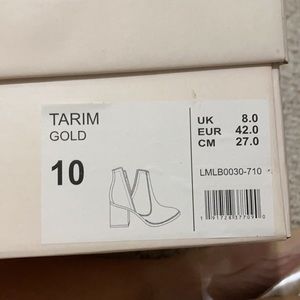 TARIM
GOLD
10
UK 8.0
EUR 42.0
CM 27.0
LMLB0030-710